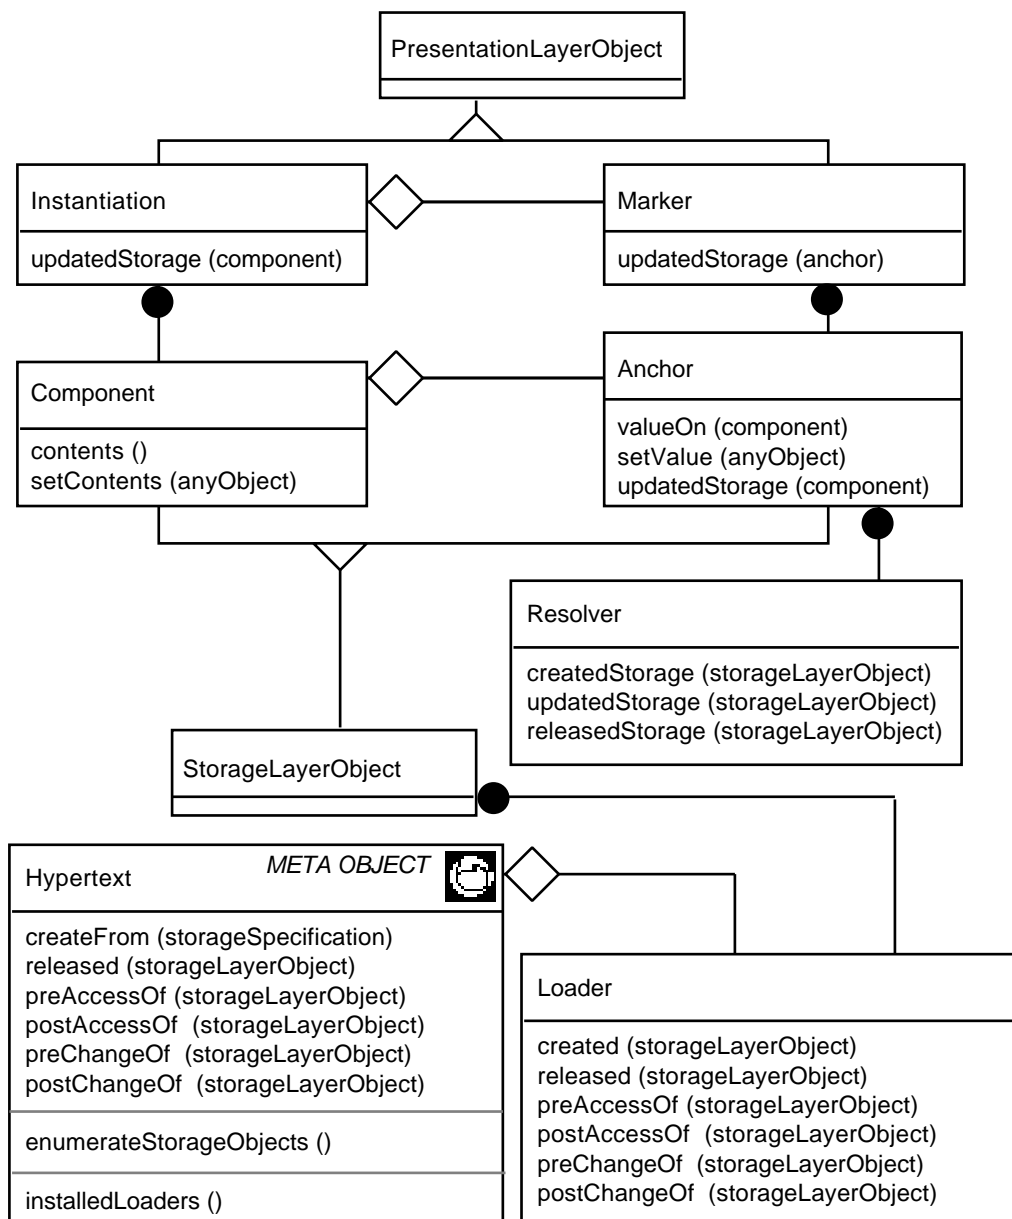 PresentationLayerObject
Instantiation
updatedStorage (component)
Marker
updatedStorage (anchor)
Component
contents ()
setContents (anyObject)
Anchor
valueOn (component)
setValue (anyObject)
updatedStorage (component)
Resolver
createdStorage (storageLayerObject)
updatedStorage (storageLayerObject)
releasedStorage (storageLayerObject)
StorageLayerObject
Hypertext
META OBJECT
createFrom (storageSpecification)
released (storageLayerObject)
preAccessOf (storageLayerObject)
postAccessOf  (storageLayerObject)
preChangeOf  (storageLayerObject)
postChangeOf  (storageLayerObject)
enumerateStorageObjects ()
installedLoaders ()
Loader
created (storageLayerObject)
released (storageLayerObject)
preAccessOf (storageLayerObject)
postAccessOf  (storageLayerObject)
preChangeOf  (storageLayerObject)
postChangeOf  (storageLayerObject)